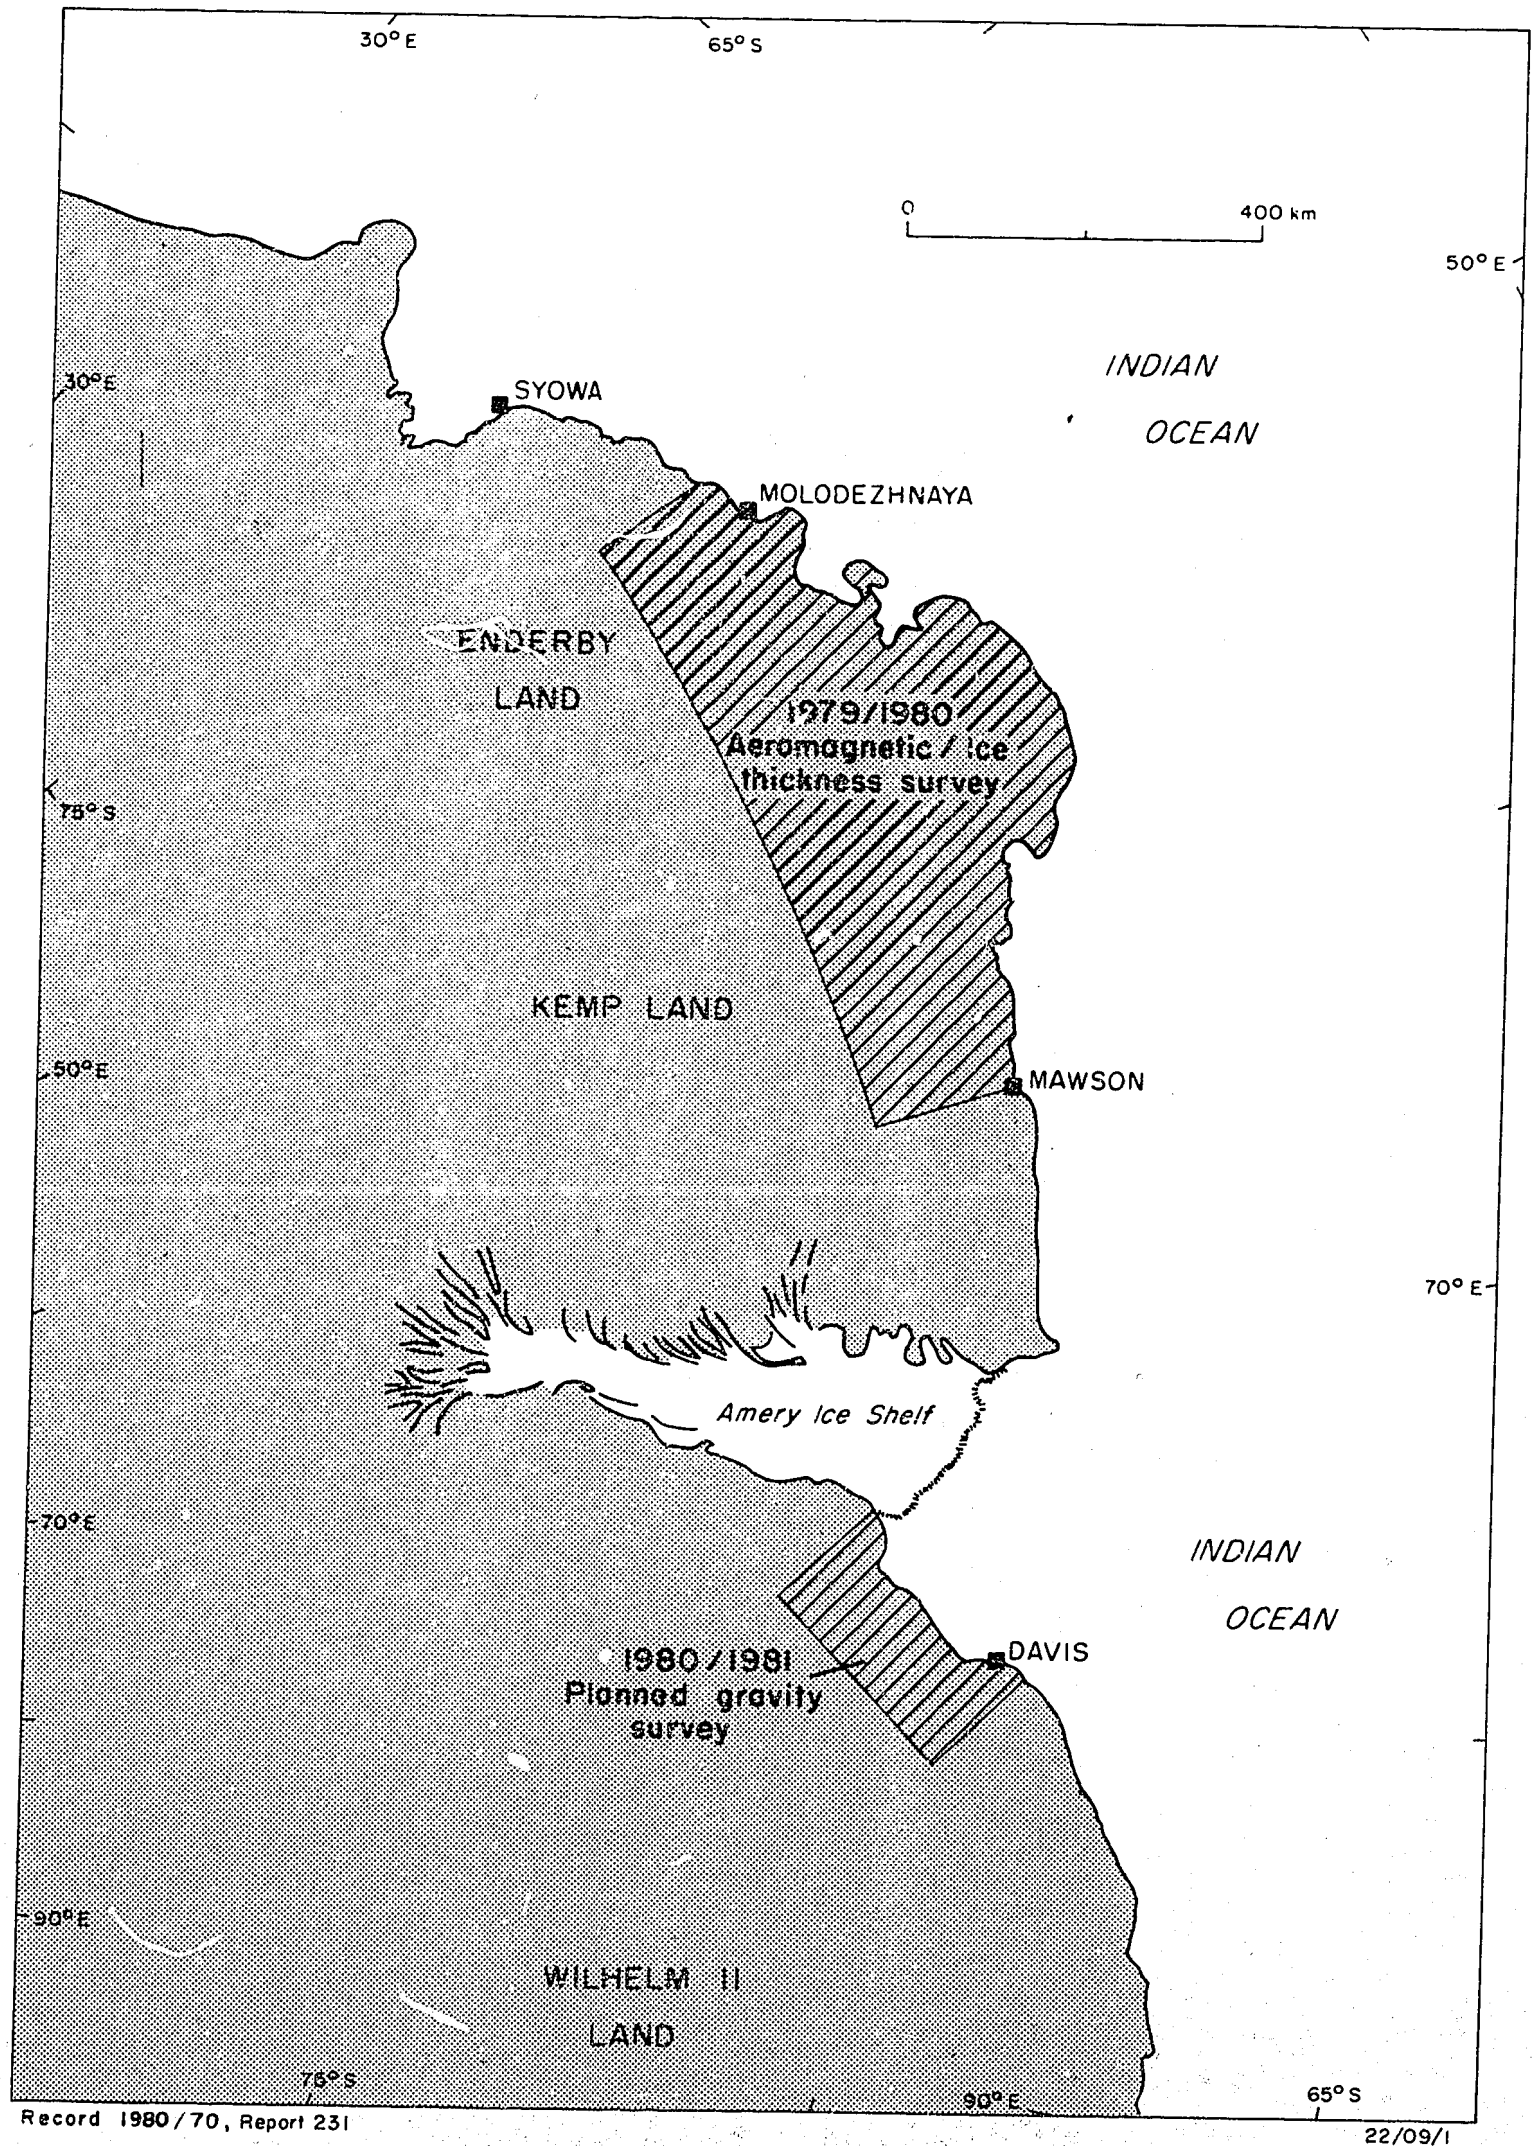 30°E
65°S
0
400 km
50°E
INDIAN
OCEAN
30°E
SYOWA
MOLODEZHNAYA
ENDERBY
LAND
1979/1980
Aeromagnetic / Ice
thickness survey
75°S
KEMP LAND
50°E
MAWSON
70°E
Amery Ice Shelf
70°E
INDIAN
OCEAN
DAVIS
1980/1981
Planned gravity
survey
90°E
WILHELM II
LAND
75°S
90°E
65°S
Record 1980/70, Report 231
22/09/1